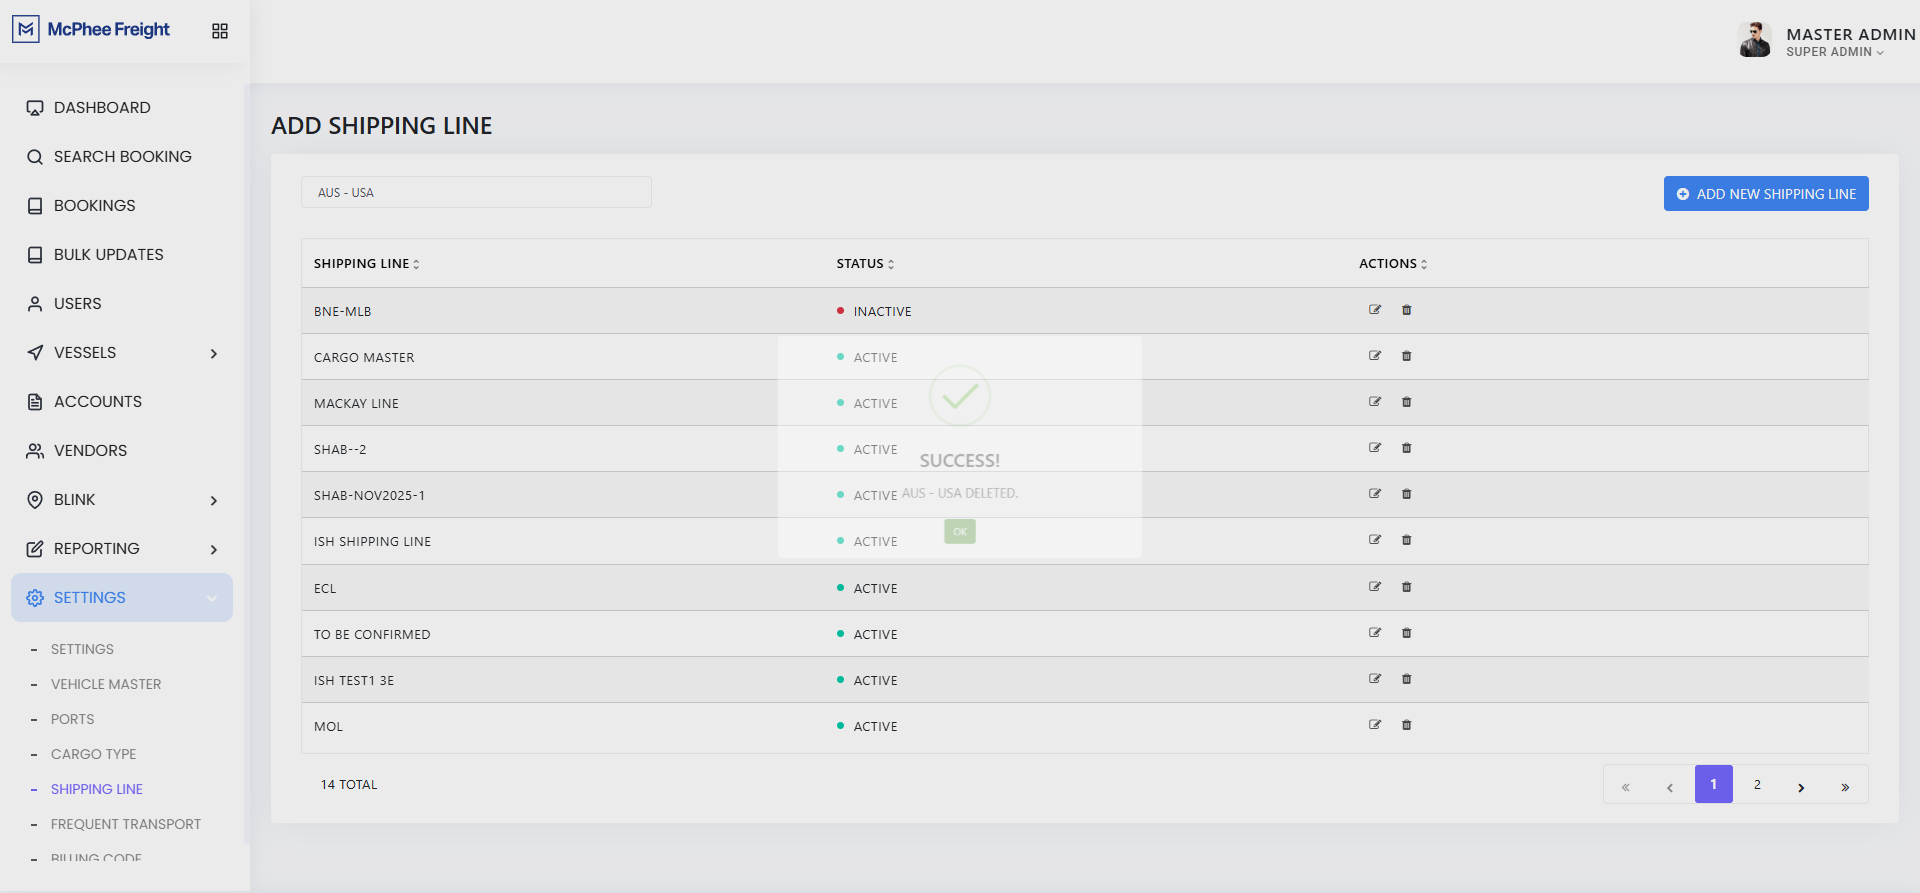 McPhee Freight
MASTER ADMIN
SUPER ADMIN
DASHBOARD
SEARCH BOOKING
BOOKINGS
BULK UPDATES
USERS
VESSELS
ACCOUNTS
VENDORS
BLINK
REPORTING
SETTINGS
- SETTINGS
- VEHICLE MASTER
- PORTS
- CARGO TYPE
- SHIPPING LINE
- FREQUENT TRANSPORT
- BILLING CODE
ADD SHIPPING LINE
AUS - USA
ADD NEW SHIPPING LINE
SHIPPING LINE STATUS ACTIONS
BNE-MLB INACTIVE
CARGO MASTER ACTIVE
MACKAY LINE ACTIVE
SHAB--2 ACTIVE
SHAB-NOV2025-1 ACTIVE
ISH SHIPPING LINE ACTIVE
ECL ACTIVE
TO BE CONFIRMED ACTIVE
ISH TEST1 3E ACTIVE
MOL ACTIVE
SUCCESS!
AUS - USA DELETED.
OK
14 TOTAL
« ‹ 1 2 › »